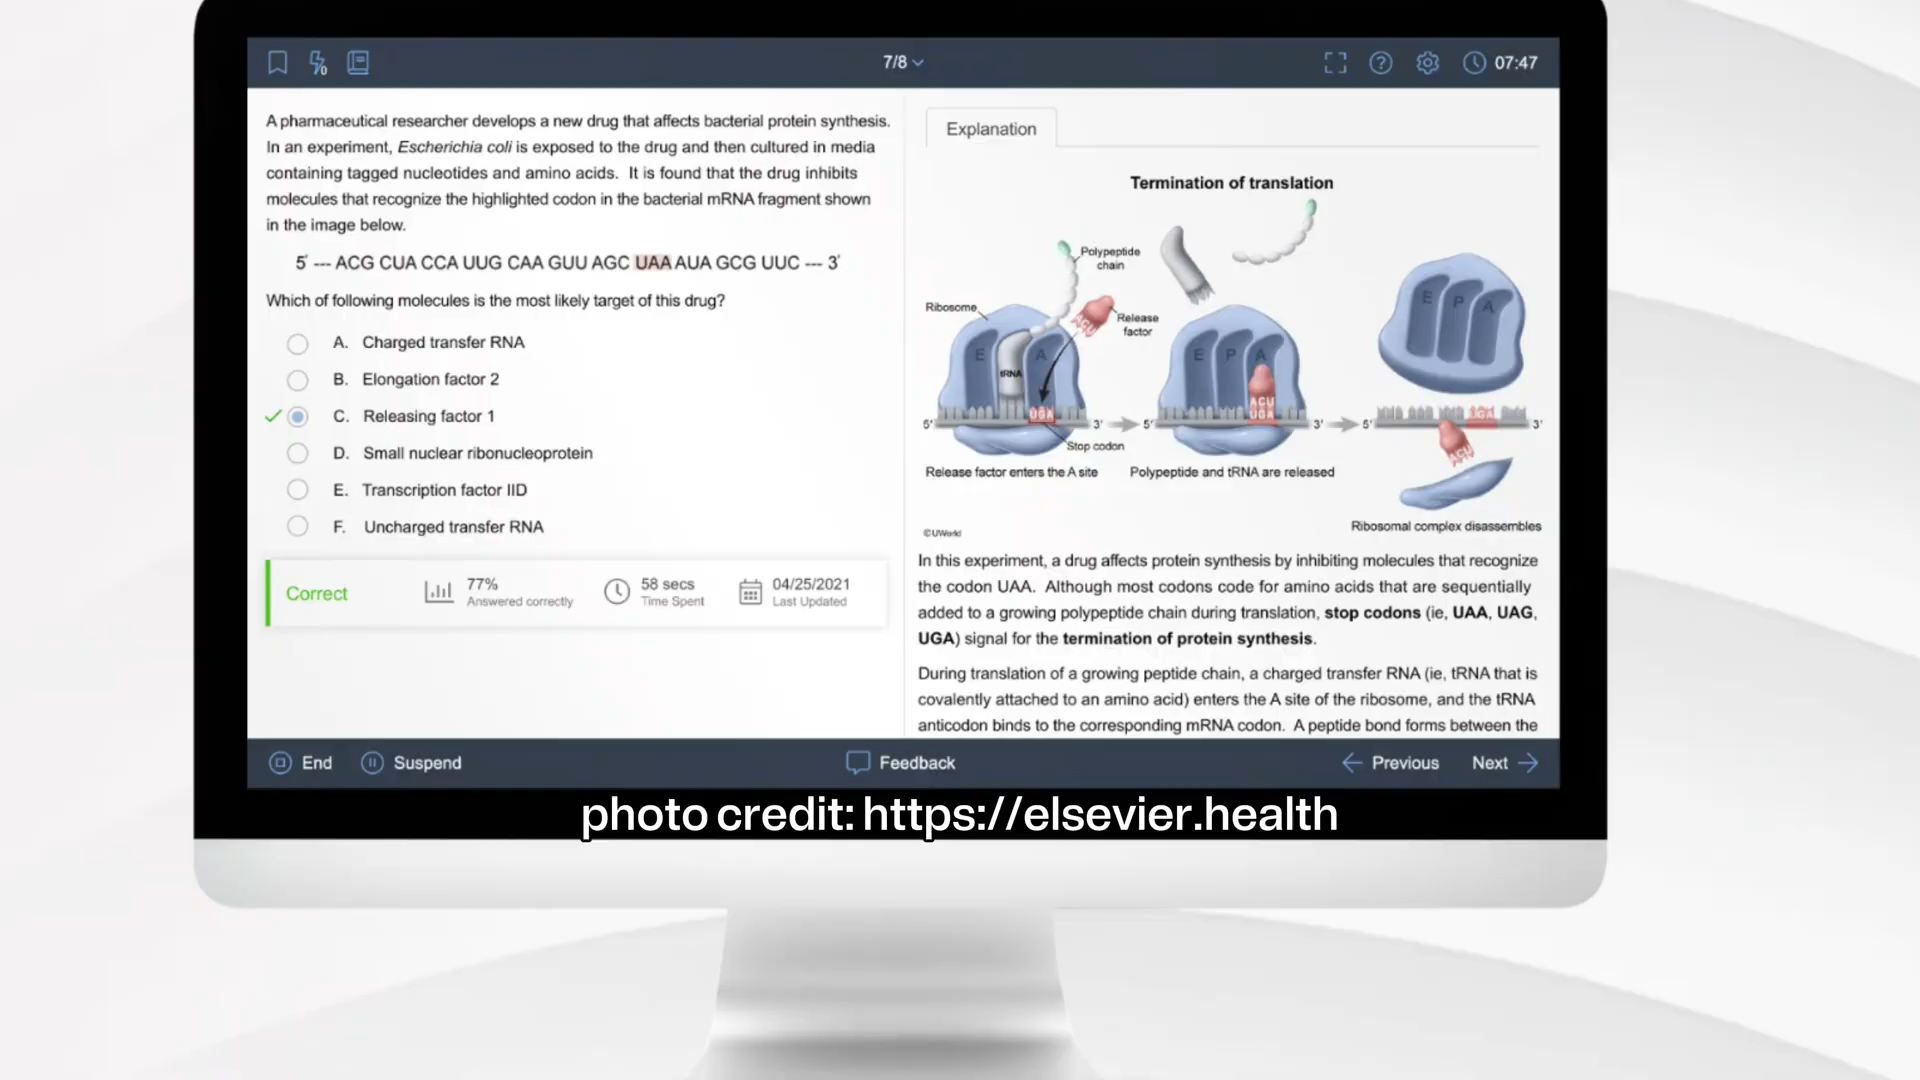 7/8
07:47
A pharmaceutical researcher develops a new drug that affects bacterial protein synthesis.
In an experiment, Escherichia coli is exposed to the drug and then cultured in media
containing tagged nucleotides and amino acids. It is found that the drug inhibits
molecules that recognize the highlighted codon in the bacterial mRNA fragment shown
in the image below.
5' --- ACG CUA CCA UUG CAA GUU AGC UAA AUA GCG UUC --- 3'
Which of following molecules is the most likely target of this drug?
A. Charged transfer RNA
B. Elongation factor 2
C. Releasing factor 1
D. Small nuclear ribonucleoprotein
E. Transcription factor IID
F. Uncharged transfer RNA
Correct
77%
Answered correctly
58 secs
Time Spent
04/25/2021
Last Updated
Explanation
Termination of translation
Polypeptide
chain
Ribosome
Release
factor
ACU
E
A
tRNA
UGA
5'
3'
Stop codon
Release factor enters the A site
E P A
ACU
UGA
5'
3'
Polypeptide and tRNA are released
E P A
UGA
5'
3'
ACU
Ribosomal complex disassembles
©UWorld
In this experiment, a drug affects protein synthesis by inhibiting molecules that recognize
the codon UAA. Although most codons code for amino acids that are sequentially
added to a growing polypeptide chain during translation, stop codons (ie, UAA, UAG,
UGA) signal for the termination of protein synthesis.
During translation of a growing peptide chain, a charged transfer RNA (ie, tRNA that is
covalently attached to an amino acid) enters the A site of the ribosome, and the tRNA
anticodon binds to the corresponding mRNA codon. A peptide bond forms between the
End
Suspend
Feedback
Previous
Next
photo credit: https://elsevier.health